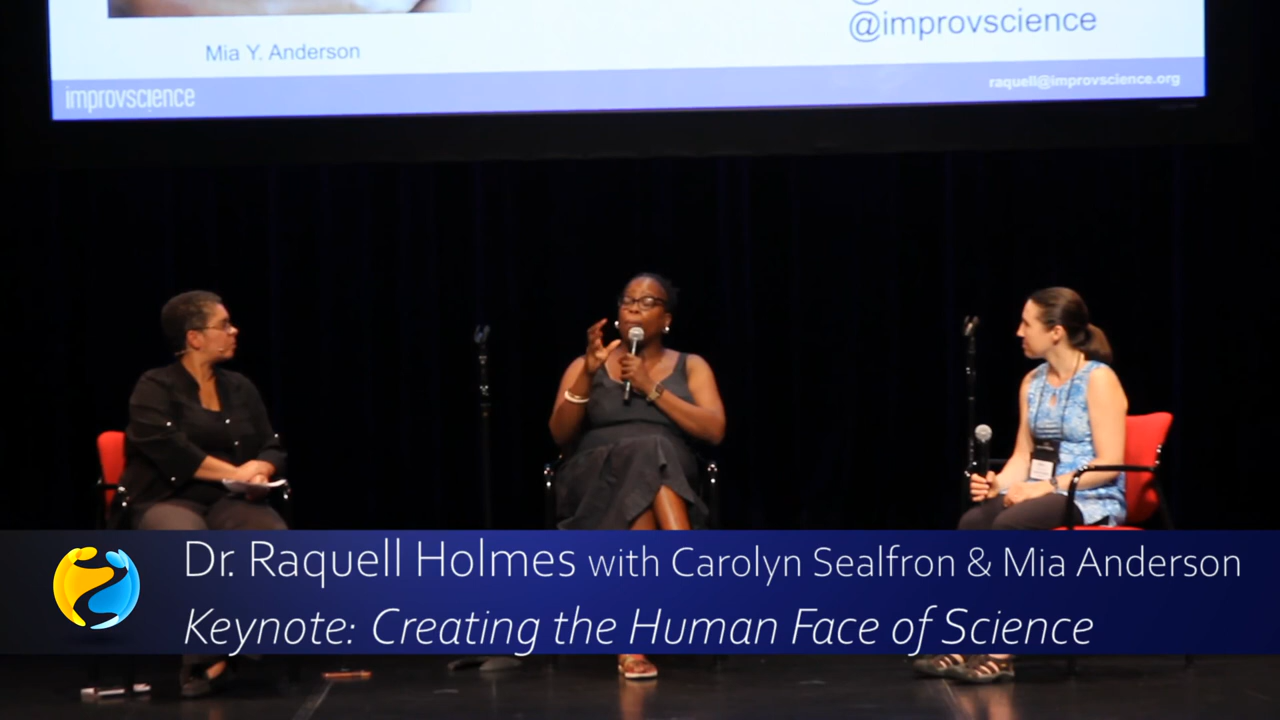 @improvscience
Mia Y. Anderson
improvscience
raquell@improvscience.org
Dr. Raquell Holmes with Carolyn Sealfron & Mia Anderson
Keynote: Creating the Human Face of Science